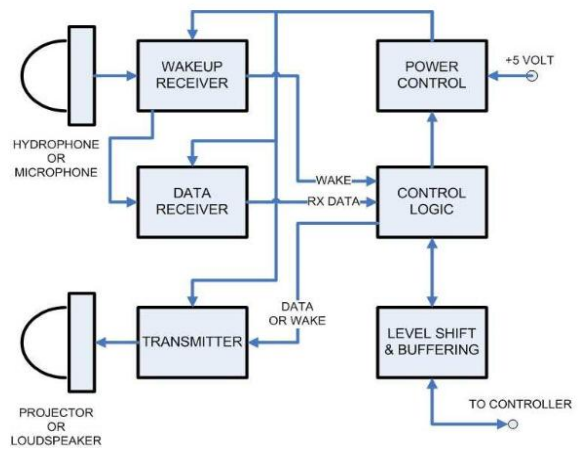 WAKEUP
RECEIVER
POWER
CONTROL
+5 VOLT
HYDROPHONE
OR
MICROPHONE
DATA
RECEIVER
WAKE
RX DATA
CONTROL
LOGIC
DATA
OR WAKE
TRANSMITTER
LEVEL SHIFT
& BUFFERING
PROJECTOR
OR
LOUDSPEAKER
TO CONTROLLER